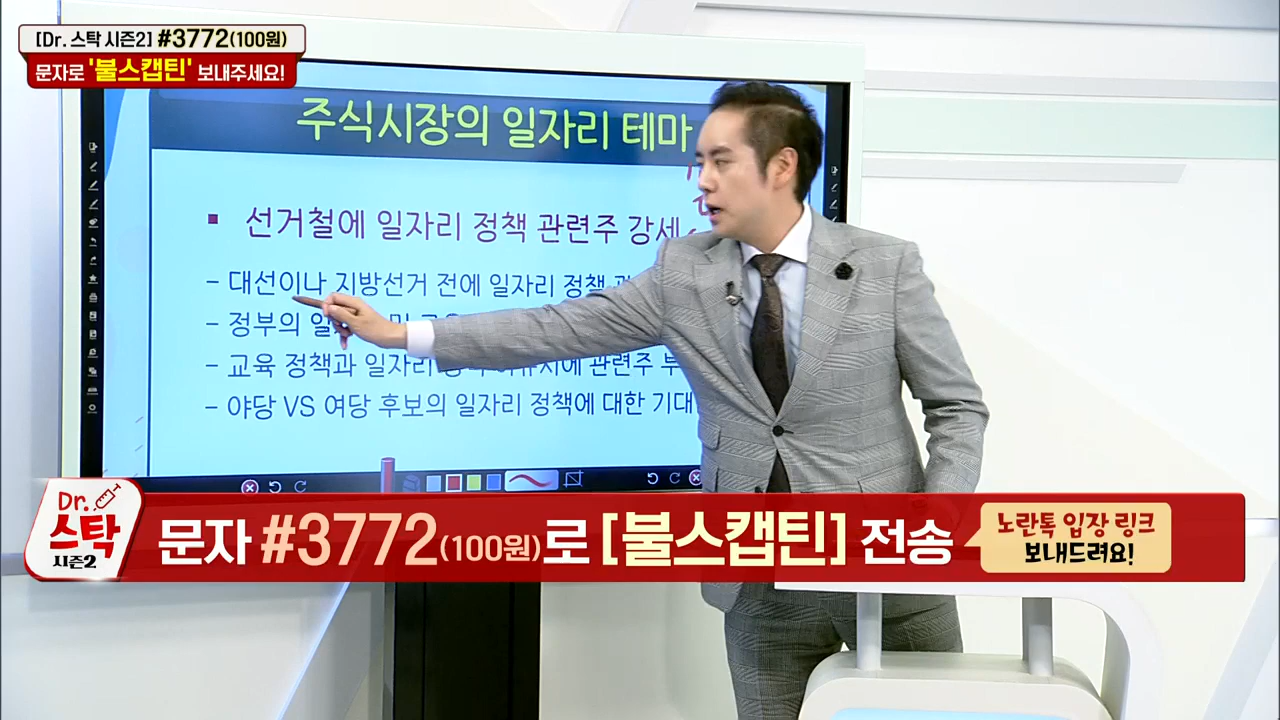 [Dr. 스탁 시즌2] #3772(100원)
문자로 '불스캡틴' 보내주세요!
주식시장의 일자리 테마
▪ 선거철에 일자리 정책 관련주 강세
- 대선이나 지방선거 전에 일자리 정책
- 정부의
- 교육 정책과 일자리 관련주
- 야당 VS 여당 후보의 일자리 정책에 대한 기대
Dr.
스탁
시즌2
문자 #3772(100원)로 [불스캡틴] 전송
노란톡 입장 링크
보내드려요!